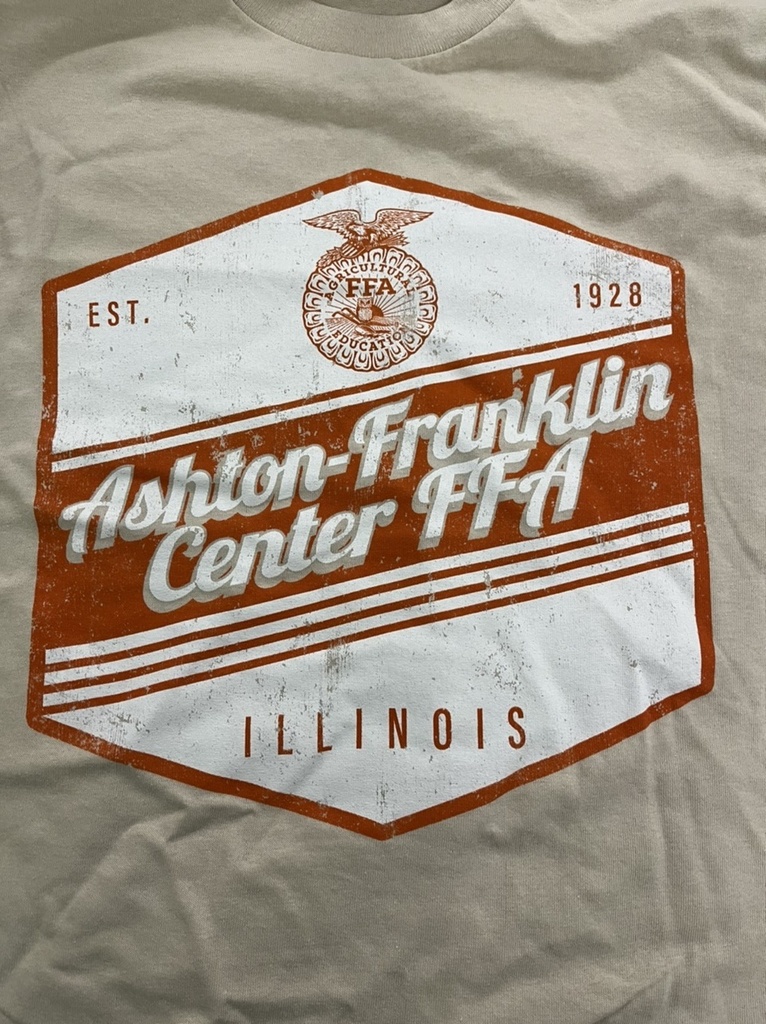 AGRICULTURAL
FFA
EDUCATION
EST.
1928
Ashton-Franklin
Center FFA
ILLINOIS